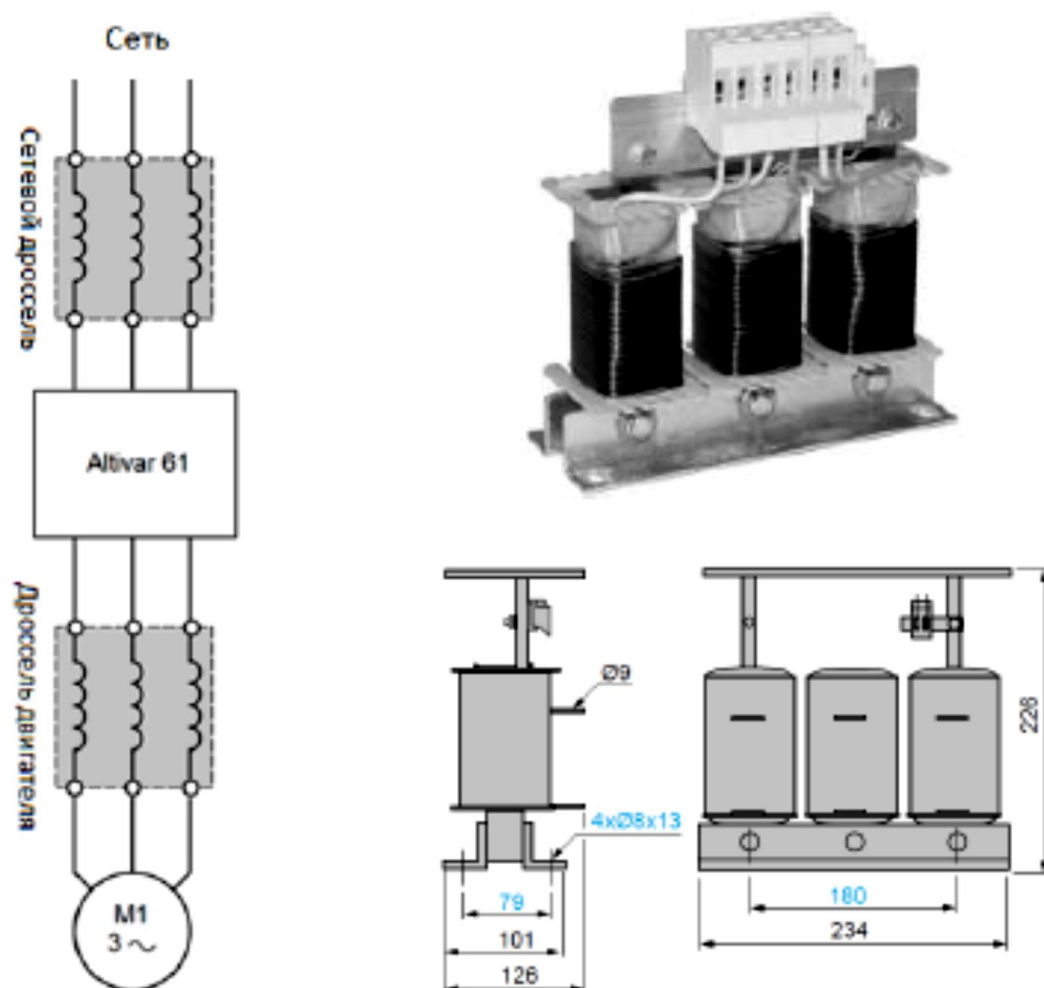 Сеть
Сетевой дроссель
Altivar 61
Дроссель двигателя
M1
3 ~
Ø9
4xØ8x13
79
101
126
226
180
234